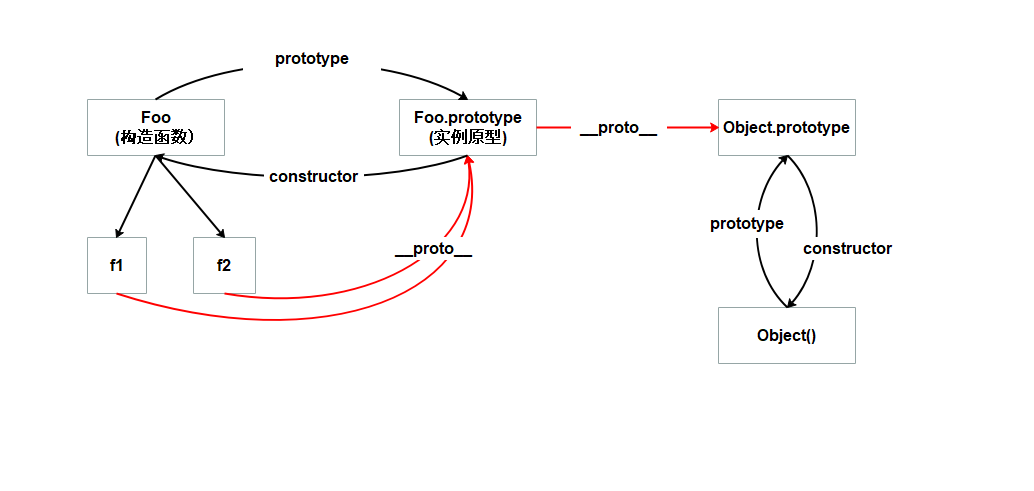 prototype
Foo
(构造函数）
Foo.prototype
(实例原型)
__proto__
Object.prototype
constructor
prototype
f1
f2
__proto__
constructor
Object()